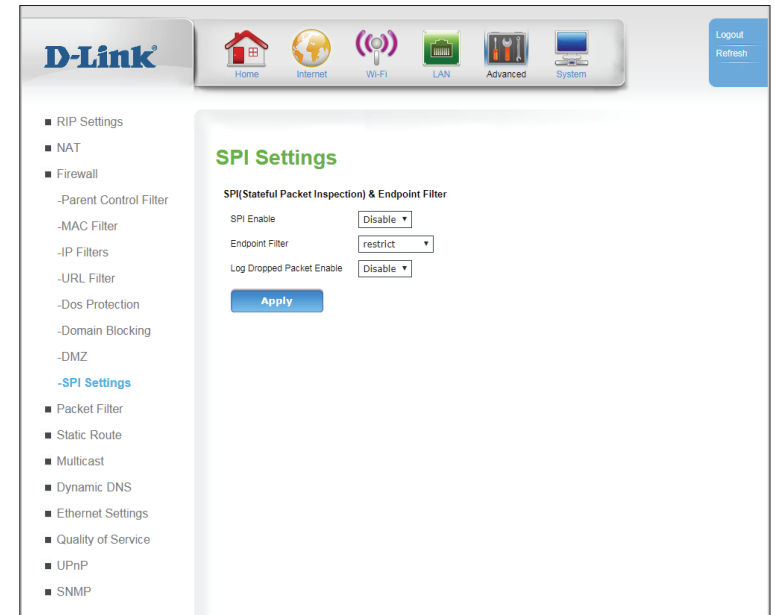 D-Link
Home Internet Wi-Fi LAN Advanced System
Logout
Refresh
RIP Settings
NAT
Firewall
-Parent Control Filter
-MAC Filter
-IP Filters
-URL Filter
-Dos Protection
-Domain Blocking
-DMZ
-SPI Settings
Packet Filter
Static Route
Multicast
Dynamic DNS
Ethernet Settings
Quality of Service
UPnP
SNMP
SPI Settings
SPI(Stateful Packet Inspection) & Endpoint Filter
SPI Enable Disable
Endpoint Filter restrict
Log Dropped Packet Enable Disable
Apply